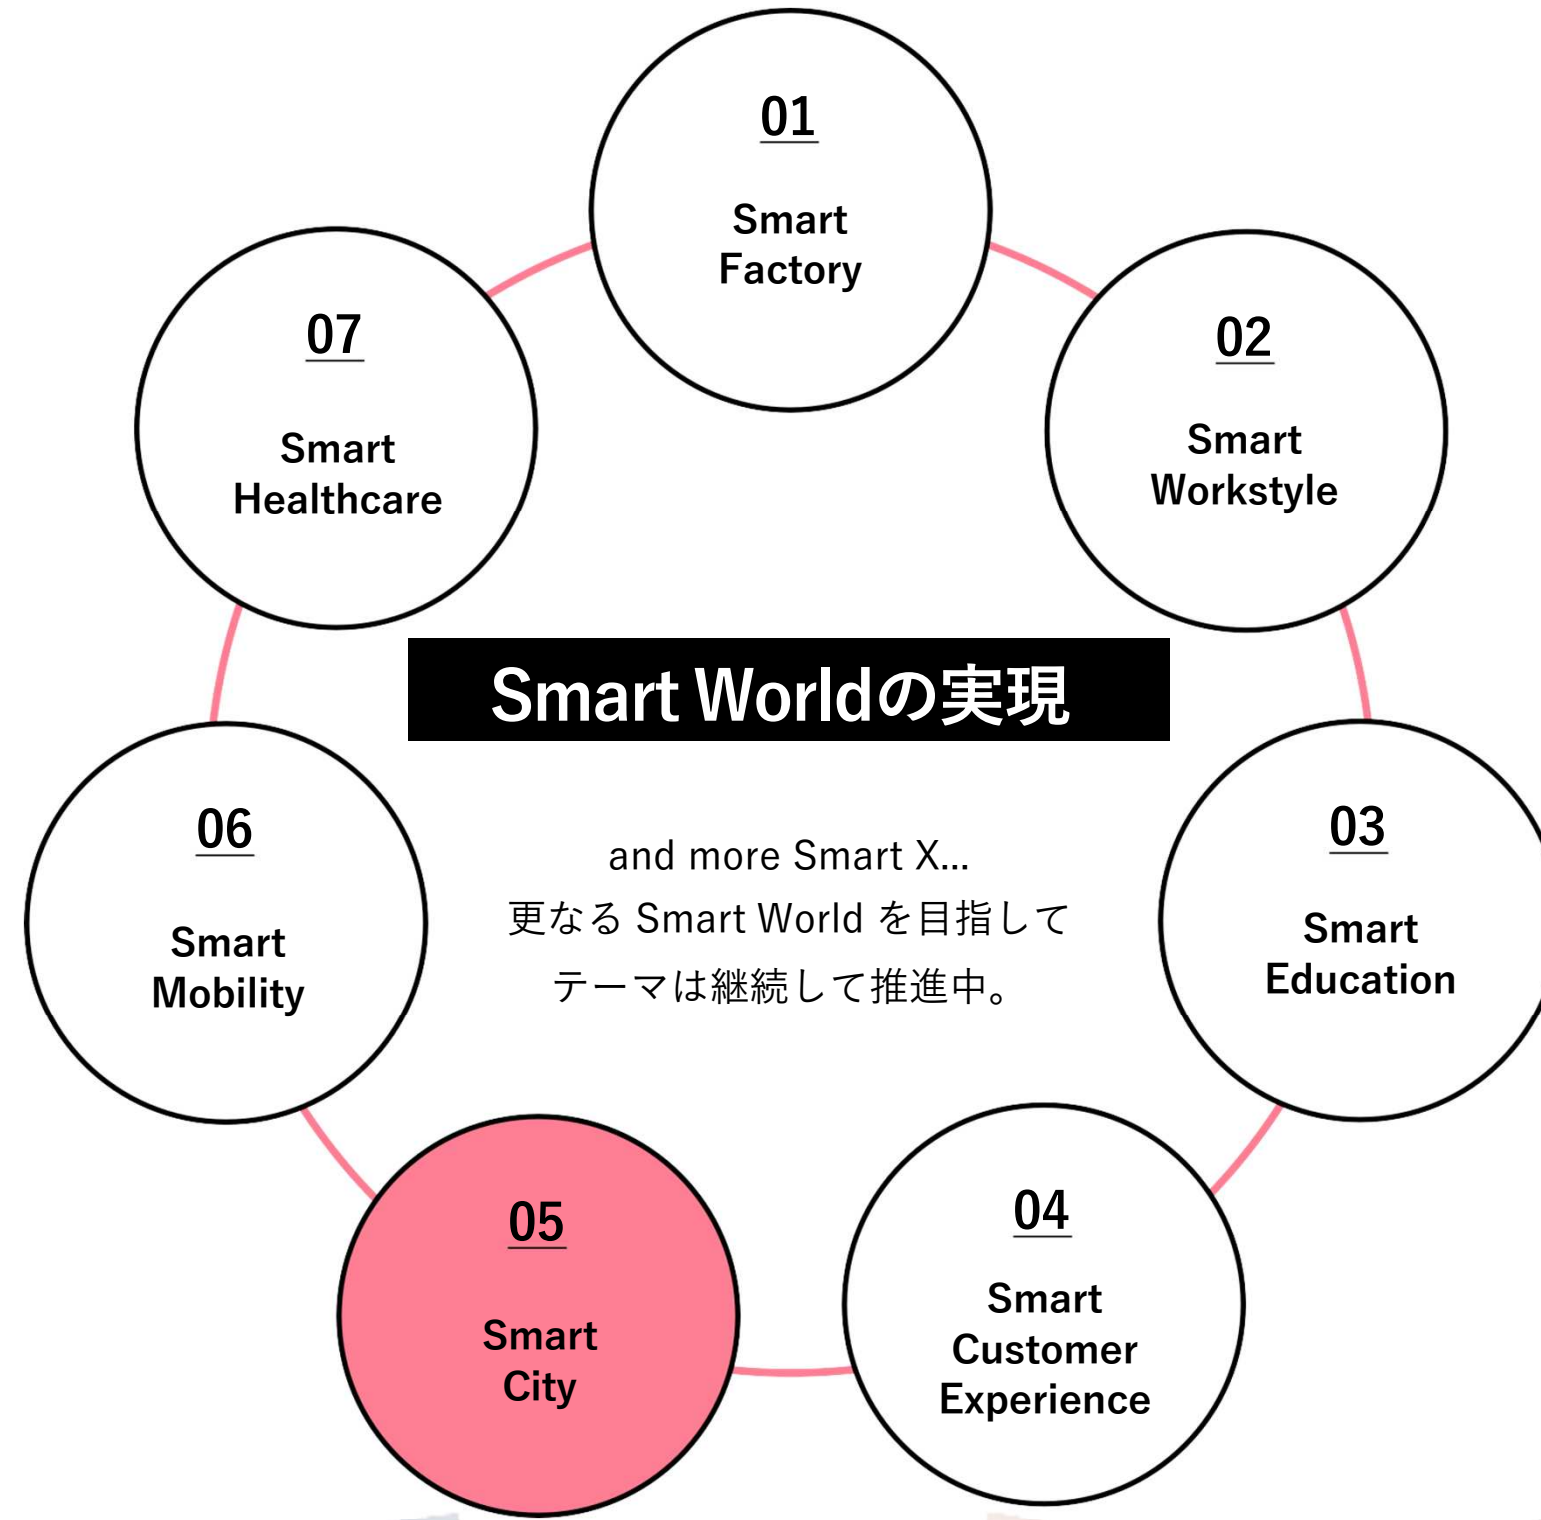 01
Smart
Factory
02
Smart
Workstyle
03
Smart
Education
04
Smart
Customer
Experience
05
Smart
City
06
Smart
Mobility
07
Smart
Healthcare
Smart Worldの実現
and more Smart X...
更なる Smart World を目指して
テーマは継続して推進中。